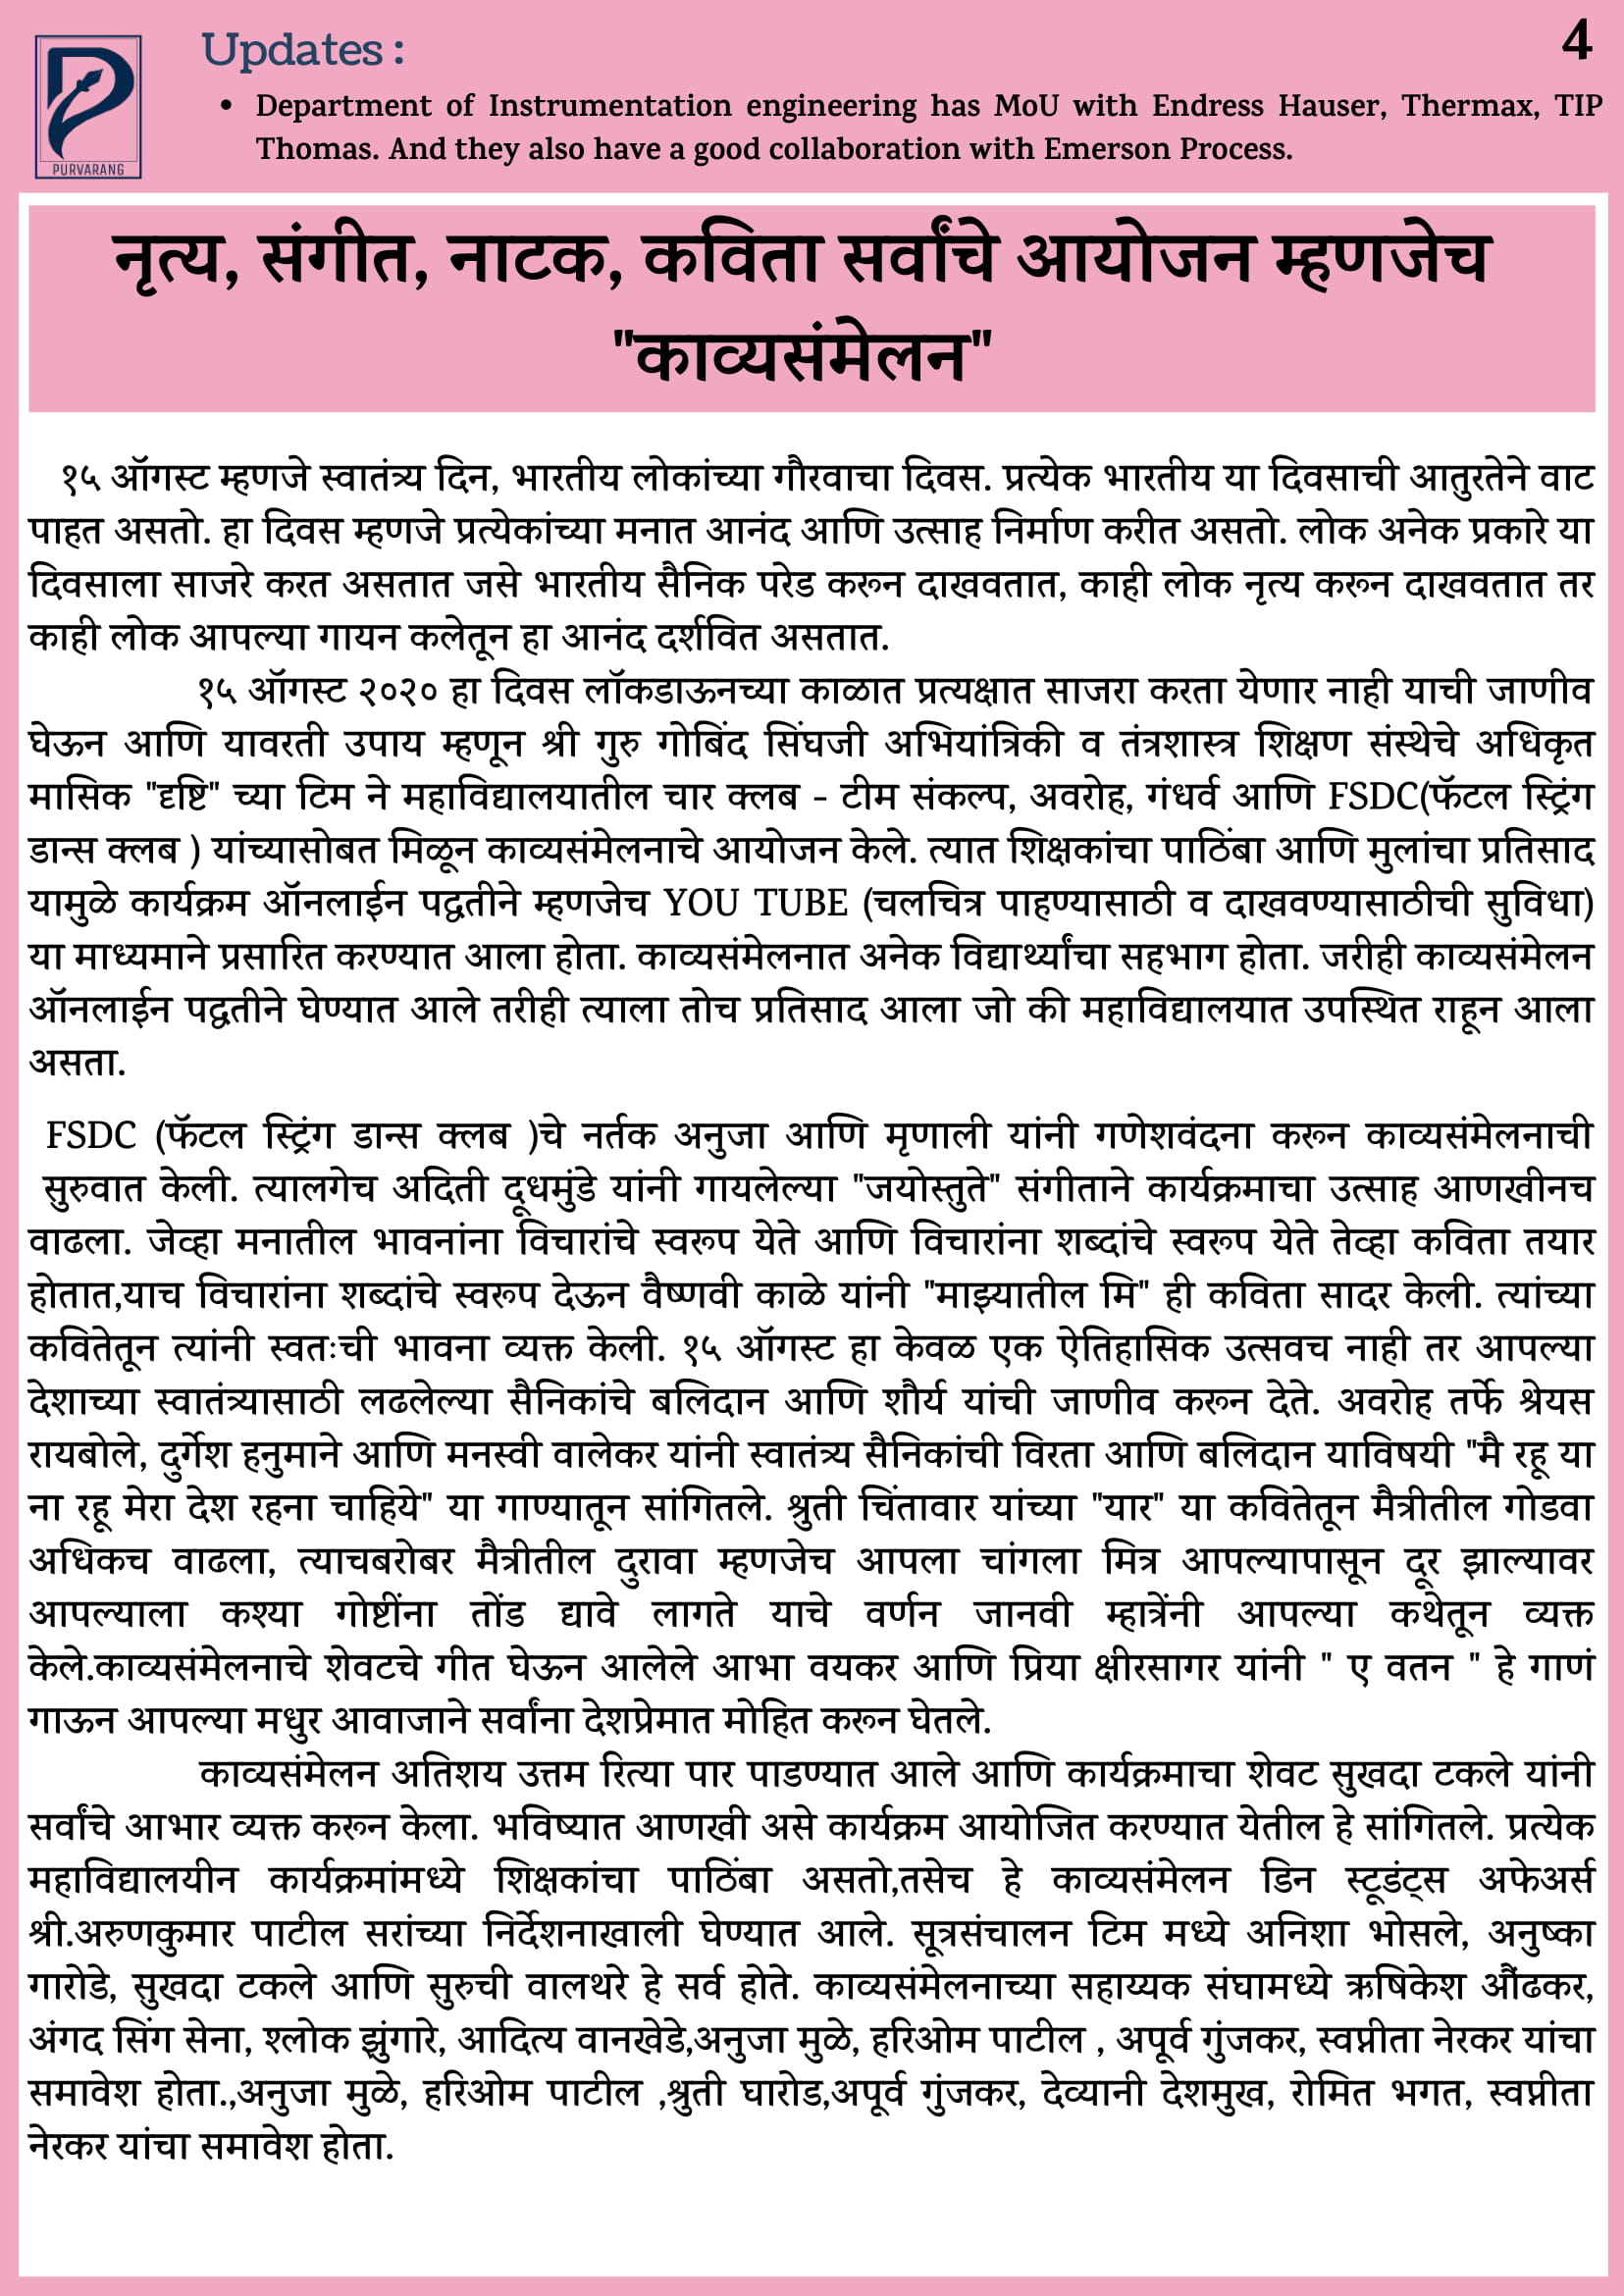 PURVARANG
Updates :
4
• Department of Instrumentation engineering has MoU with Endress Hauser, Thermax, TIP
Thomas. And they also have a good collaboration with Emerson Process.
नृत्य, संगीत, नाटक, कविता सर्वांचे आयोजन म्हणजेच
"काव्यसंमेलन"
१५ ऑगस्ट म्हणजे स्वातंत्र्य दिन, भारतीय लोकांच्या गौरवाचा दिवस. प्रत्येक भारतीय या दिवसाची आतुरतेने वाट
पाहत असतो. हा दिवस म्हणजे प्रत्येकांच्या मनात आनंद आणि उत्साह निर्माण करीत असतो. लोक अनेक प्रकारे या
दिवसाला साजरे करत असतात जसे भारतीय सैनिक परेड करून दाखवतात, काही लोक नृत्य करून दाखवतात तर
काही लोक आपल्या गायन कलेतून हा आनंद दर्शवित असतात.
१५ ऑगस्ट २०२० हा दिवस लॉकडाऊनच्या काळात प्रत्यक्षात साजरा करता येणार नाही याची जाणीव
घेऊन आणि यावरती उपाय म्हणून श्री गुरु गोबिंद सिंघजी अभियांत्रिकी व तंत्रशास्त्र शिक्षण संस्थेचे अधिकृत
मासिक "दृष्टि" च्या टिम ने महाविद्यालयातील चार क्लब - टीम संकल्प, अवरोह, गंधर्व आणि FSDC(फॅटल स्ट्रिंग
डान्स क्लब ) यांच्यासोबत मिळून काव्यसंमेलनाचे आयोजन केले. त्यात शिक्षकांचा पाठिंबा आणि मुलांचा प्रतिसाद
यामुळे कार्यक्रम ऑनलाईन पद्वतीने म्हणजेच YOU TUBE (चलचित्र पाहण्यासाठी व दाखवण्यासाठीची सुविधा)
या माध्यमाने प्रसारित करण्यात आला होता. काव्यसंमेलनात अनेक विद्यार्थ्यांचा सहभाग होता. जरीही काव्यसंमेलन
ऑनलाईन पद्वतीने घेण्यात आले तरीही त्याला तोच प्रतिसाद आला जो की महाविद्यालयात उपस्थित राहून आला
असता.
FSDC (फॅटल स्ट्रिंग डान्स क्लब )चे नर्तक अनुजा आणि मृणाली यांनी गणेशवंदना करून काव्यसंमेलनाची
सुरुवात केली. त्यालगेच अदिती दूधमुंडे यांनी गायलेल्या "जयोस्तुते" संगीताने कार्यक्रमाचा उत्साह आणखीनच
वाढला. जेव्हा मनातील भावनांना विचारांचे स्वरूप येते आणि विचारांना शब्दांचे स्वरूप येते तेव्हा कविता तयार
होतात,याच विचारांना शब्दांचे स्वरूप देऊन वैष्णवी काळे यांनी "माझ्यातील मि" ही कविता सादर केली. त्यांच्या
कवितेतून त्यांनी स्वतःची भावना व्यक्त केली. १५ ऑगस्ट हा केवळ एक ऐतिहासिक उत्सवच नाही तर आपल्या
देशाच्या स्वातंत्र्यासाठी लढलेल्या सैनिकांचे बलिदान आणि शौर्य यांची जाणीव करून देते. अवरोह तर्फे श्रेयस
रायबोले, दुर्गेश हनुमाने आणि मनस्वी वालेकर यांनी स्वातंत्र्य सैनिकांची विरता आणि बलिदान याविषयी "मै रहू या
ना रहू मेरा देश रहना चाहिये" या गाण्यातून सांगितले. श्रुती चिंतावार यांच्या "यार" या कवितेतून मैत्रीतील गोडवा
अधिकच वाढला, त्याचबरोबर मैत्रीतील दुरावा म्हणजेच आपला चांगला मित्र आपल्यापासून दूर झाल्यावर
आपल्याला कश्या गोष्टींना तोंड द्यावे लागते याचे वर्णन जानवी म्हात्रेंनी आपल्या कथेतून व्यक्त
केले.काव्यसंमेलनाचे शेवटचे गीत घेऊन आलेले आभा वयकर आणि प्रिया क्षीरसागर यांनी " ए वतन " हे गाणं
गाऊन आपल्या मधुर आवाजाने सर्वांना देशप्रेमात मोहित करून घेतले.
काव्यसंमेलन अतिशय उत्तम रित्या पार पाडण्यात आले आणि कार्यक्रमाचा शेवट सुखदा टकले यांनी
सर्वांचे आभार व्यक्त करून केला. भविष्यात आणखी असे कार्यक्रम आयोजित करण्यात येतील हे सांगितले. प्रत्येक
महाविद्यालयीन कार्यक्रमांमध्ये शिक्षकांचा पाठिंबा असतो,तसेच हे काव्यसंमेलन डिन स्टूडंट्स अफेअर्स
श्री.अरुणकुमार पाटील सरांच्या निर्देशनाखाली घेण्यात आले. सूत्रसंचालन टिम मध्ये अनिशा भोसले, अनुष्का
गारोडे, सुखदा टकले आणि सुरुची वालथरे हे सर्व होते. काव्यसंमेलनाच्या सहाय्यक संघामध्ये ऋषिकेश औंढकर,
अंगद सिंग सेना, श्लोक झुंगारे, आदित्य वानखेडे,अनुजा मुळे, हरिओम पाटील , अपूर्व गुंजकर, स्वप्नीता नेरकर यांचा
समावेश होता.,अनुजा मुळे, हरिओम पाटील ,श्रुती घारोड,अपूर्व गुंजकर, देव्यानी देशमुख, रोमित भगत, स्वप्नीता
नेरकर यांचा समावेश होता.